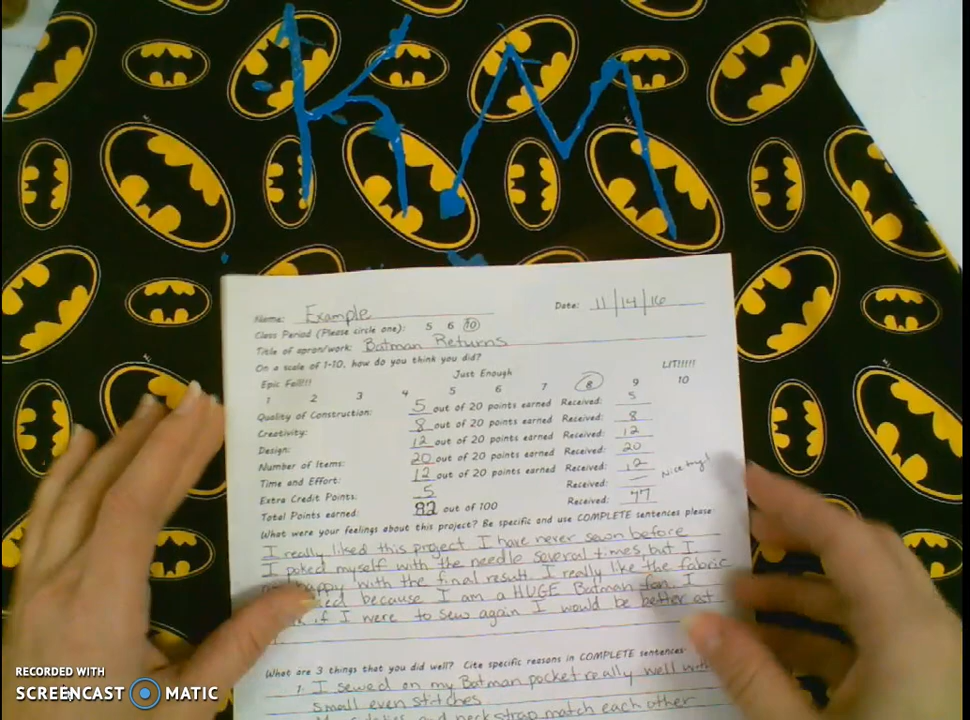 KM
Name: Example Date: 11/14/16
Class Period (Please circle one): 5 6 10
Title of apron/work: Batman Returns
On a scale of 1-10, how do you think you did?
Epic Fail!!! Just Enough LIT!!!!!
1 2 3 4 5 6 7 8 9 10
Quality of Construction: 5 out of 20 points earned Received: 5
Creativity: 8 out of 20 points earned Received: 8
Design: 12 out of 20 points earned Received: 12
Number of Items: 20 out of 20 points earned Received: 20
Time and Effort: 12 out of 20 points earned Received: 12
Extra Credit Points: 5 Received: — Nice try!
Total Points earned: 82 out of 100 Received: 77
What were your feelings about this project? Be specific and use COMPLETE sentences please:
I really liked this project I have never sewn before
I poked myself with the needle several times but I
happy with the final result. I really like the fabric
because I am a HUGE Batman fan. I
if I were to sew again I would be better at
What are 3 things that you did well? Cite specific reasons in COMPLETE sentences.
1: I sewed on my Batman pocket really well with
small even stitches
and neck strap match each other
RECORDED WITH
SCREENCAST MATIC